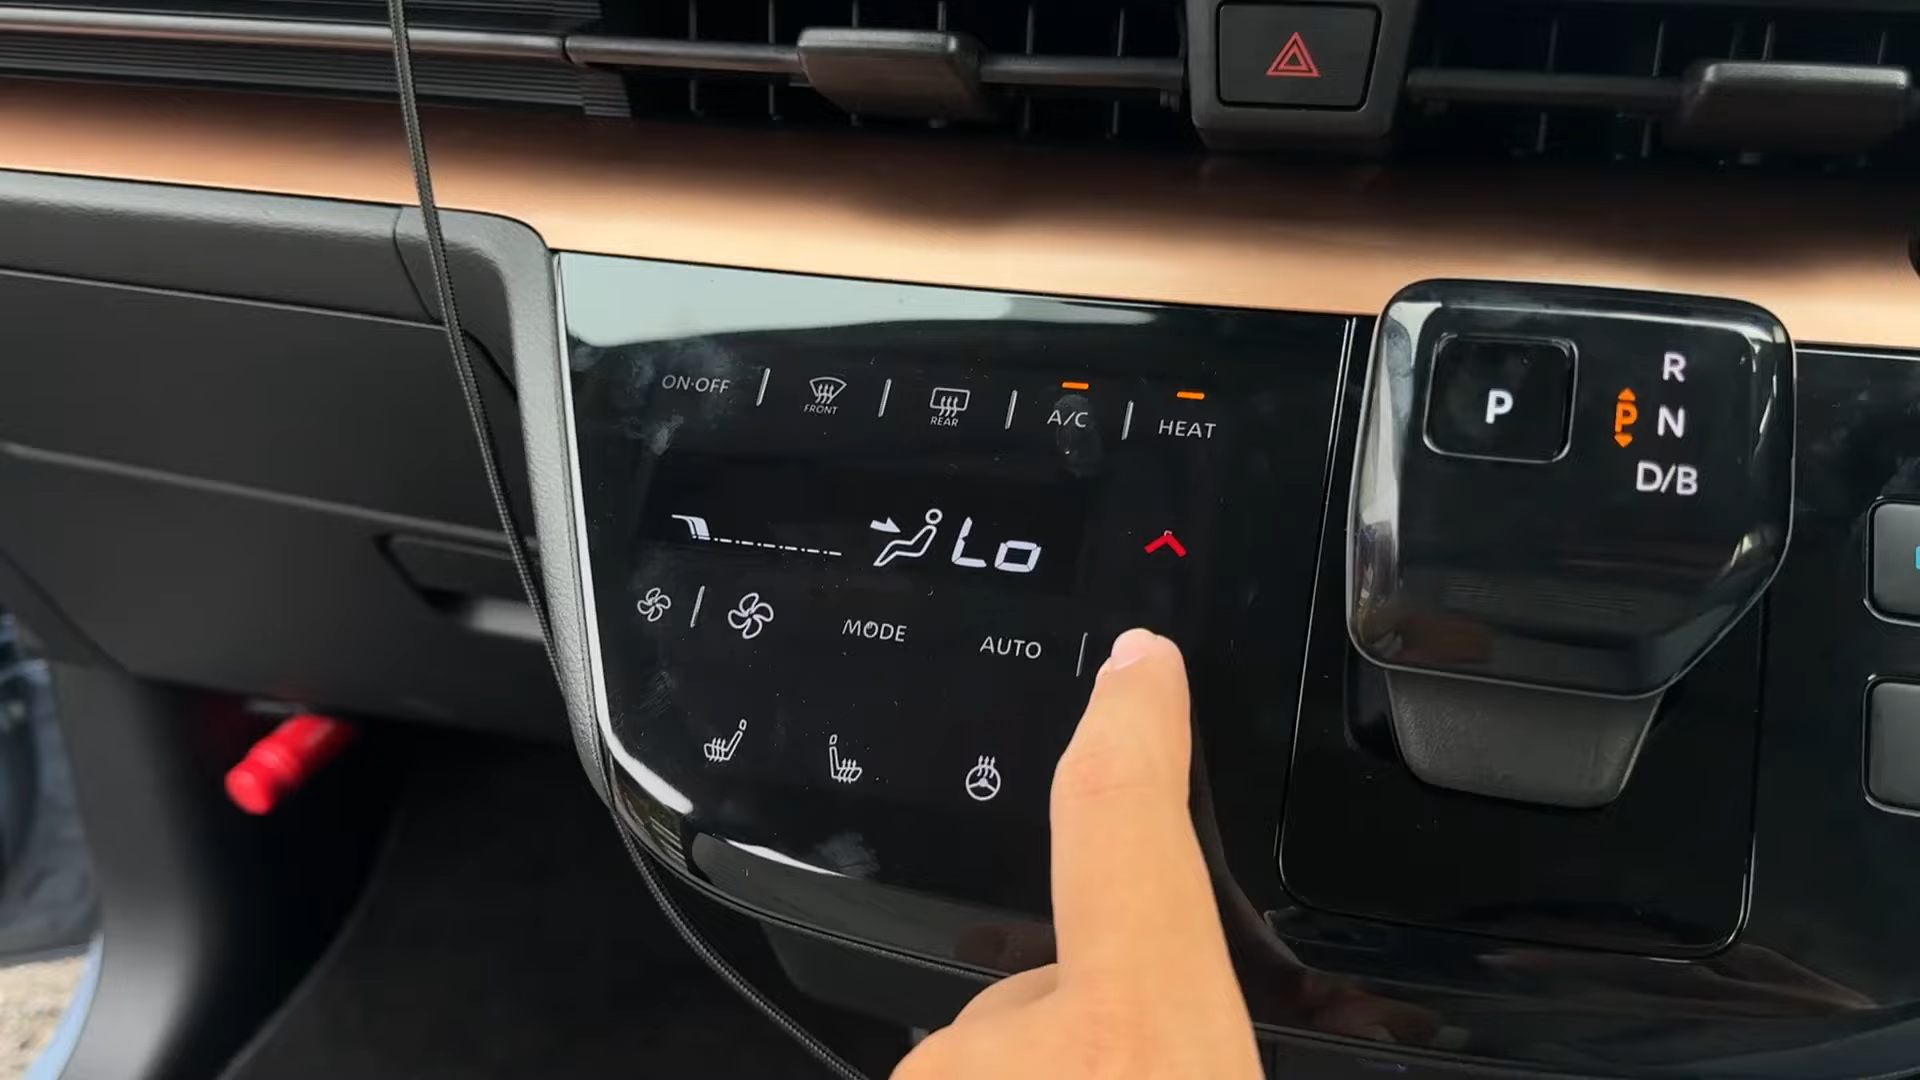 ON·OFF
FRONT
REAR
A/C
HEAT
P
R
P
N
D/B
Lo
MODE
AUTO